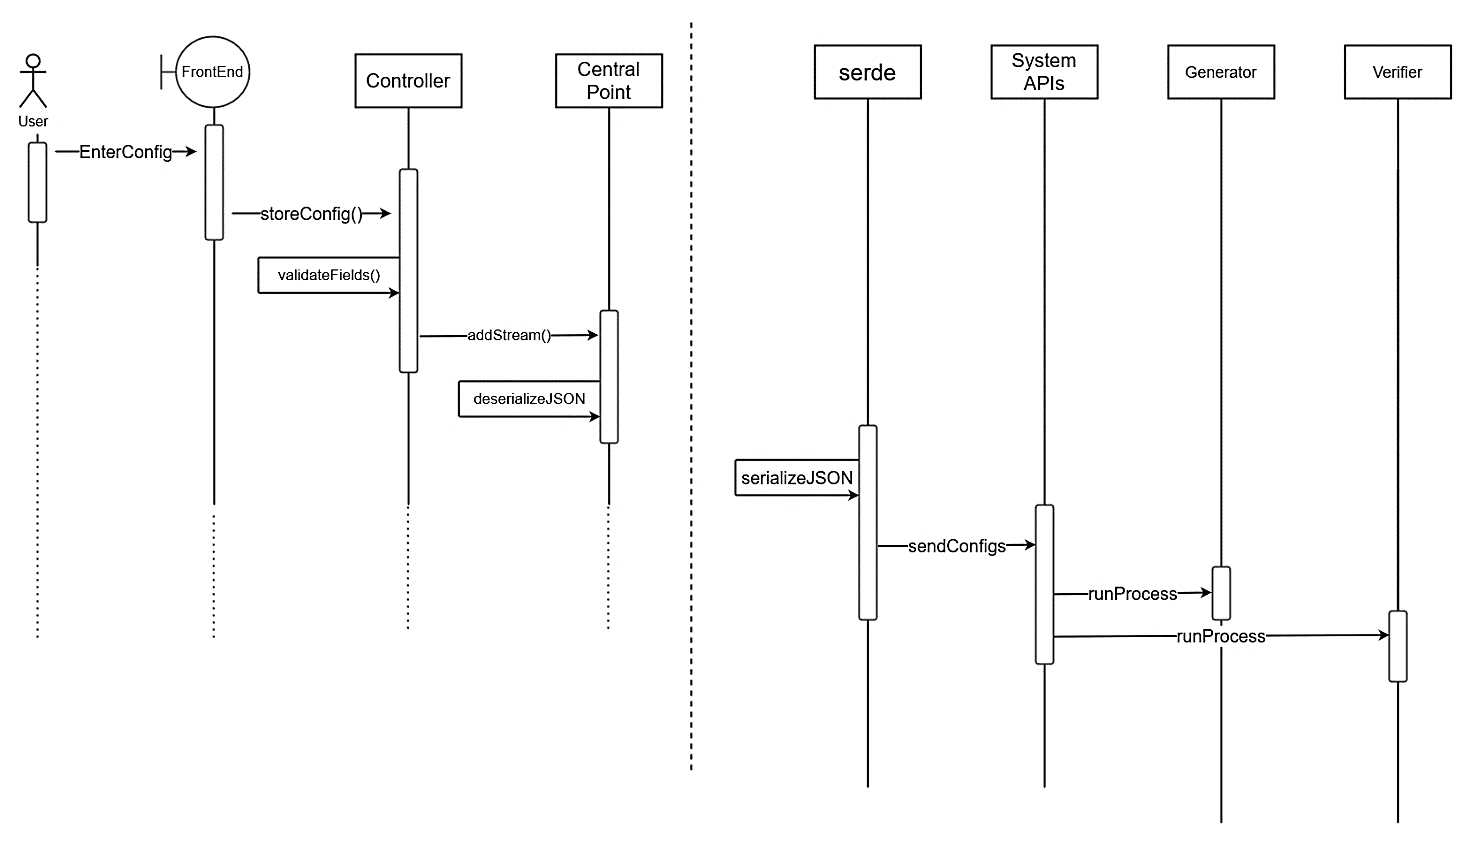 User
FrontEnd
Controller
Central
Point
serde
System
APIs
Generator
Verifier
EnterConfig
storeConfig()
validateFields()
addStream()
deserializeJSON
serializeJSON
sendConfigs
runProcess
runProcess